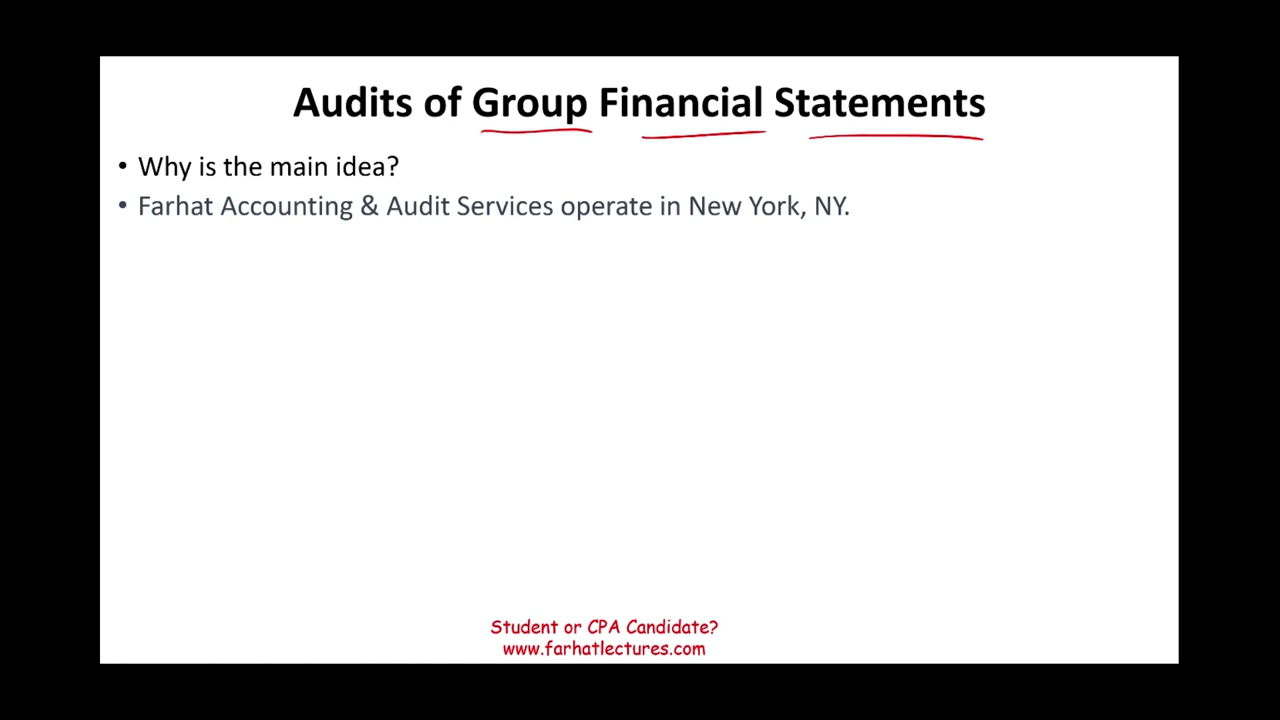 Audits of Group Financial Statements
• Why is the main idea?
• Farhat Accounting & Audit Services operate in New York, NY.
Student or CPA Candidate?
www.farhatlectures.com